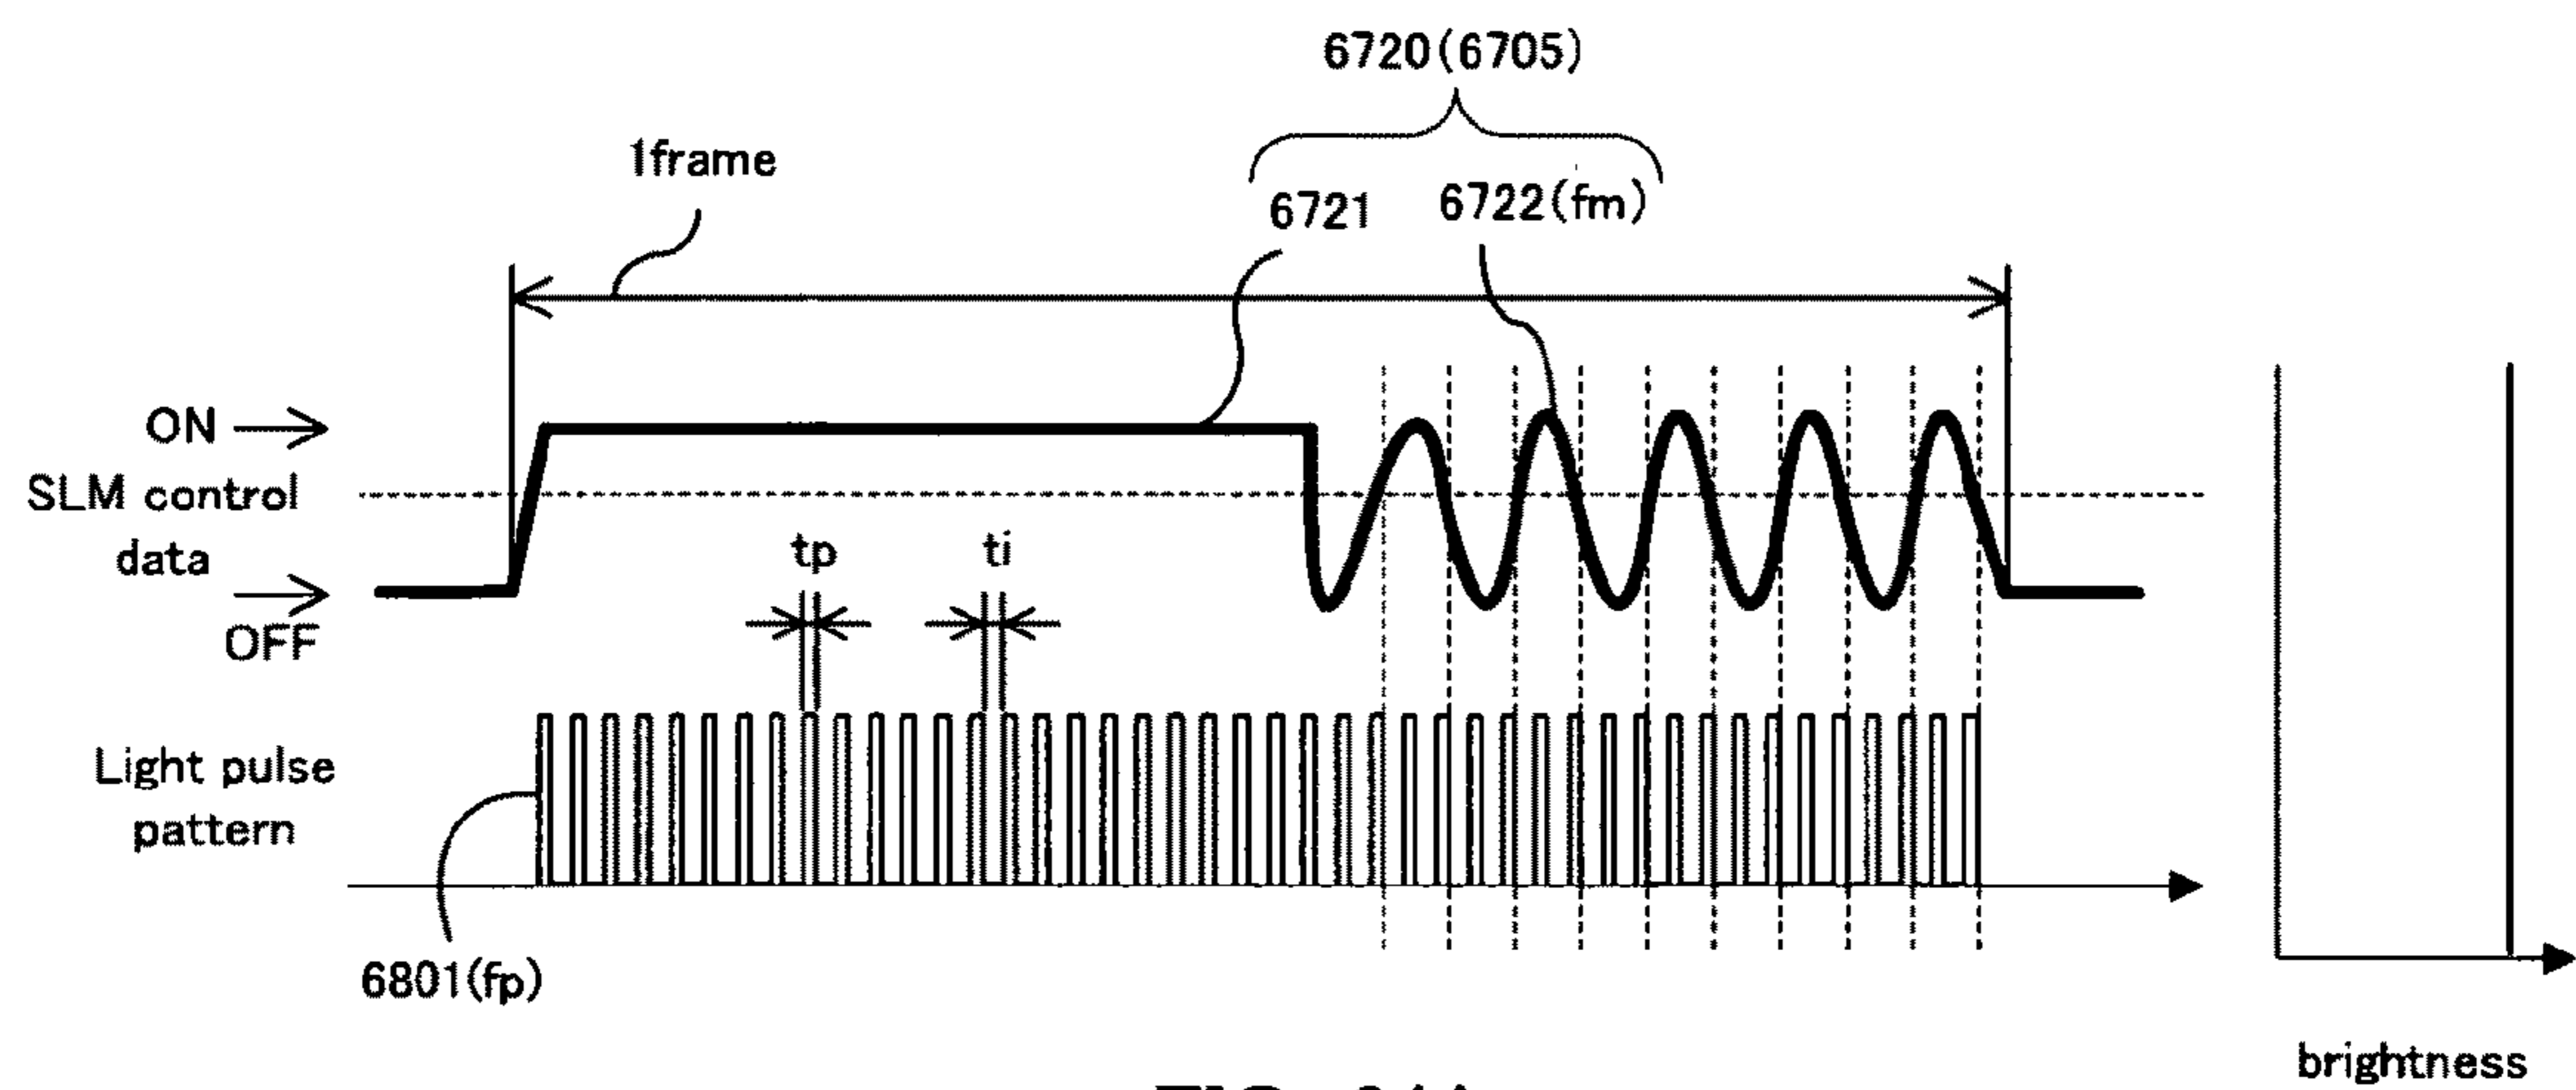 6720(6705)
1frame
6721
6722(fm)
ON
SLM control
data
OFF
tp
ti
Light pulse
pattern
6801(fp)
brightness